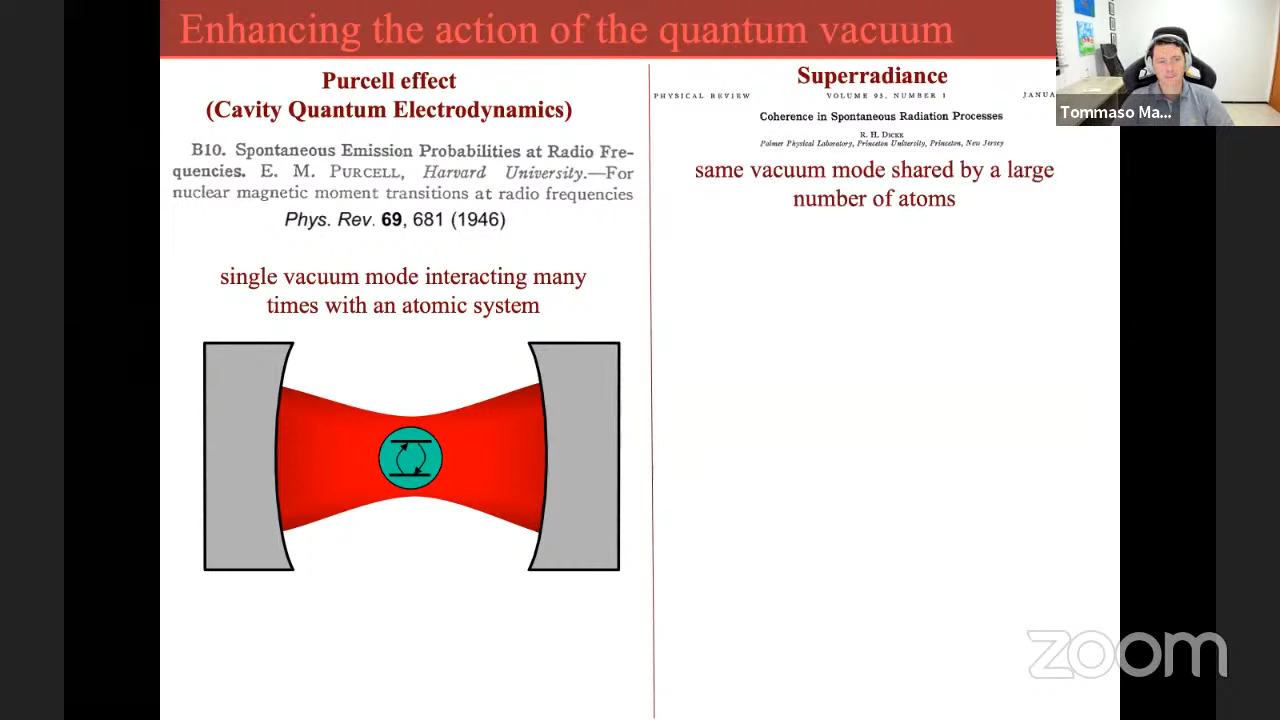 Enhancing the action of the quantum vacuum
Purcell effect
(Cavity Quantum Electrodynamics)
B10. Spontaneous Emission Probabilities at Radio Fre-
quencies. E. M. PURCELL, Harvard University.—For
nuclear magnetic moment transitions at radio frequencies
Phys. Rev. 69, 681 (1946)
single vacuum mode interacting many
times with an atomic system
Superradiance
PHYSICAL REVIEW VOLUME 93, NUMBER 1 JANUA
Coherence in Spontaneous Radiation Processes
R. H. DICKE
Palmer Physical Laboratory, Princeton University, Princeton, New Jersey
same vacuum mode shared by a large
number of atoms
Tommaso Ma...
zoom